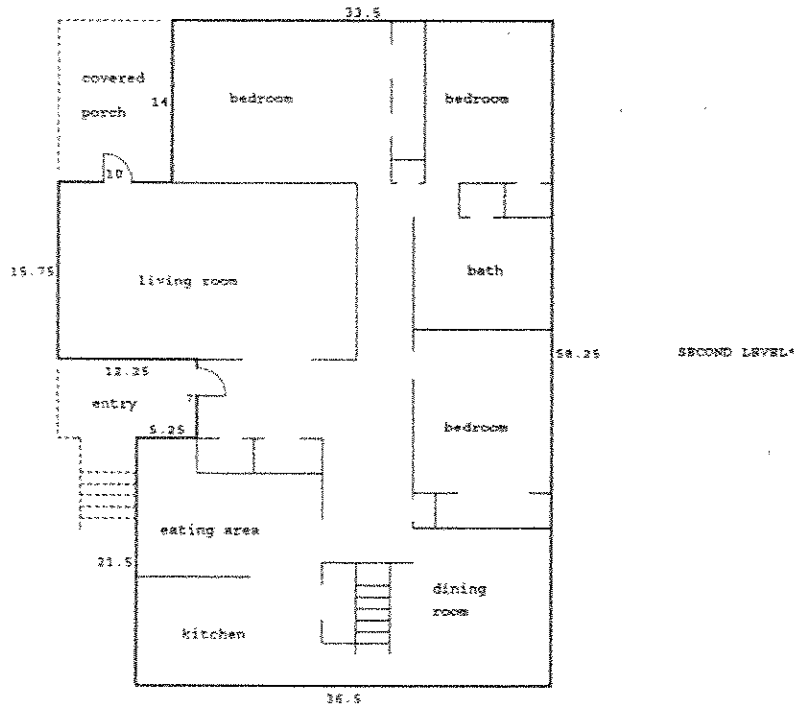 33.5
covered
porch
14
bedroom
bedroom
10
15.75
living room
bath
12.25
58.25
SECOND LEVEL*
entry
7
5.25
bedroom
eating area
21.5
dining
room
kitchen
36.5